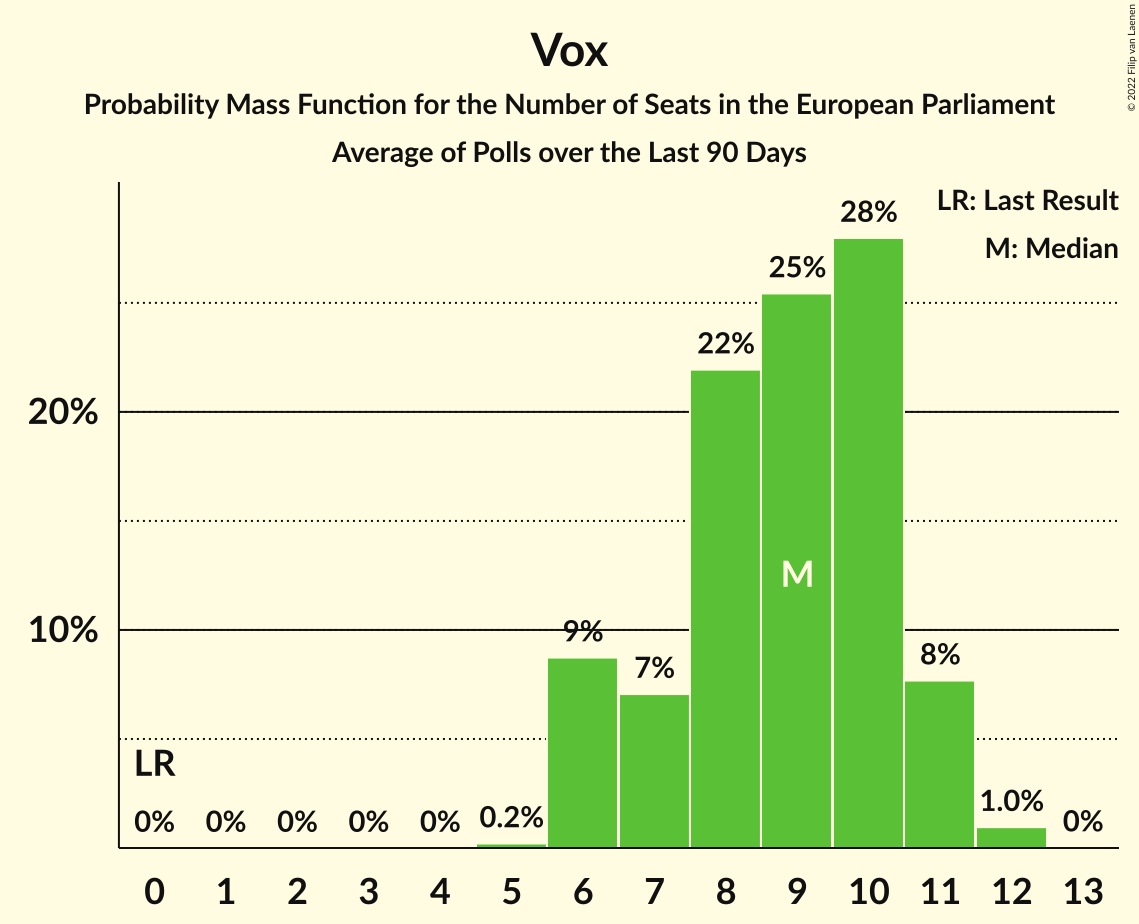 Vox
Probability Mass Function for the Number of Seats in the European Parliament
Average of Polls over the Last 90 Days
© 2022 Filip van Laenen
LR: Last Result
M: Median
28%
25%
22%
20%
M
10%
9%
7%
8%
LR
0% 0% 0% 0% 0% 0.2% 1.0% 0%
0 1 2 3 4 5 6 7 8 9 10 11 12 13